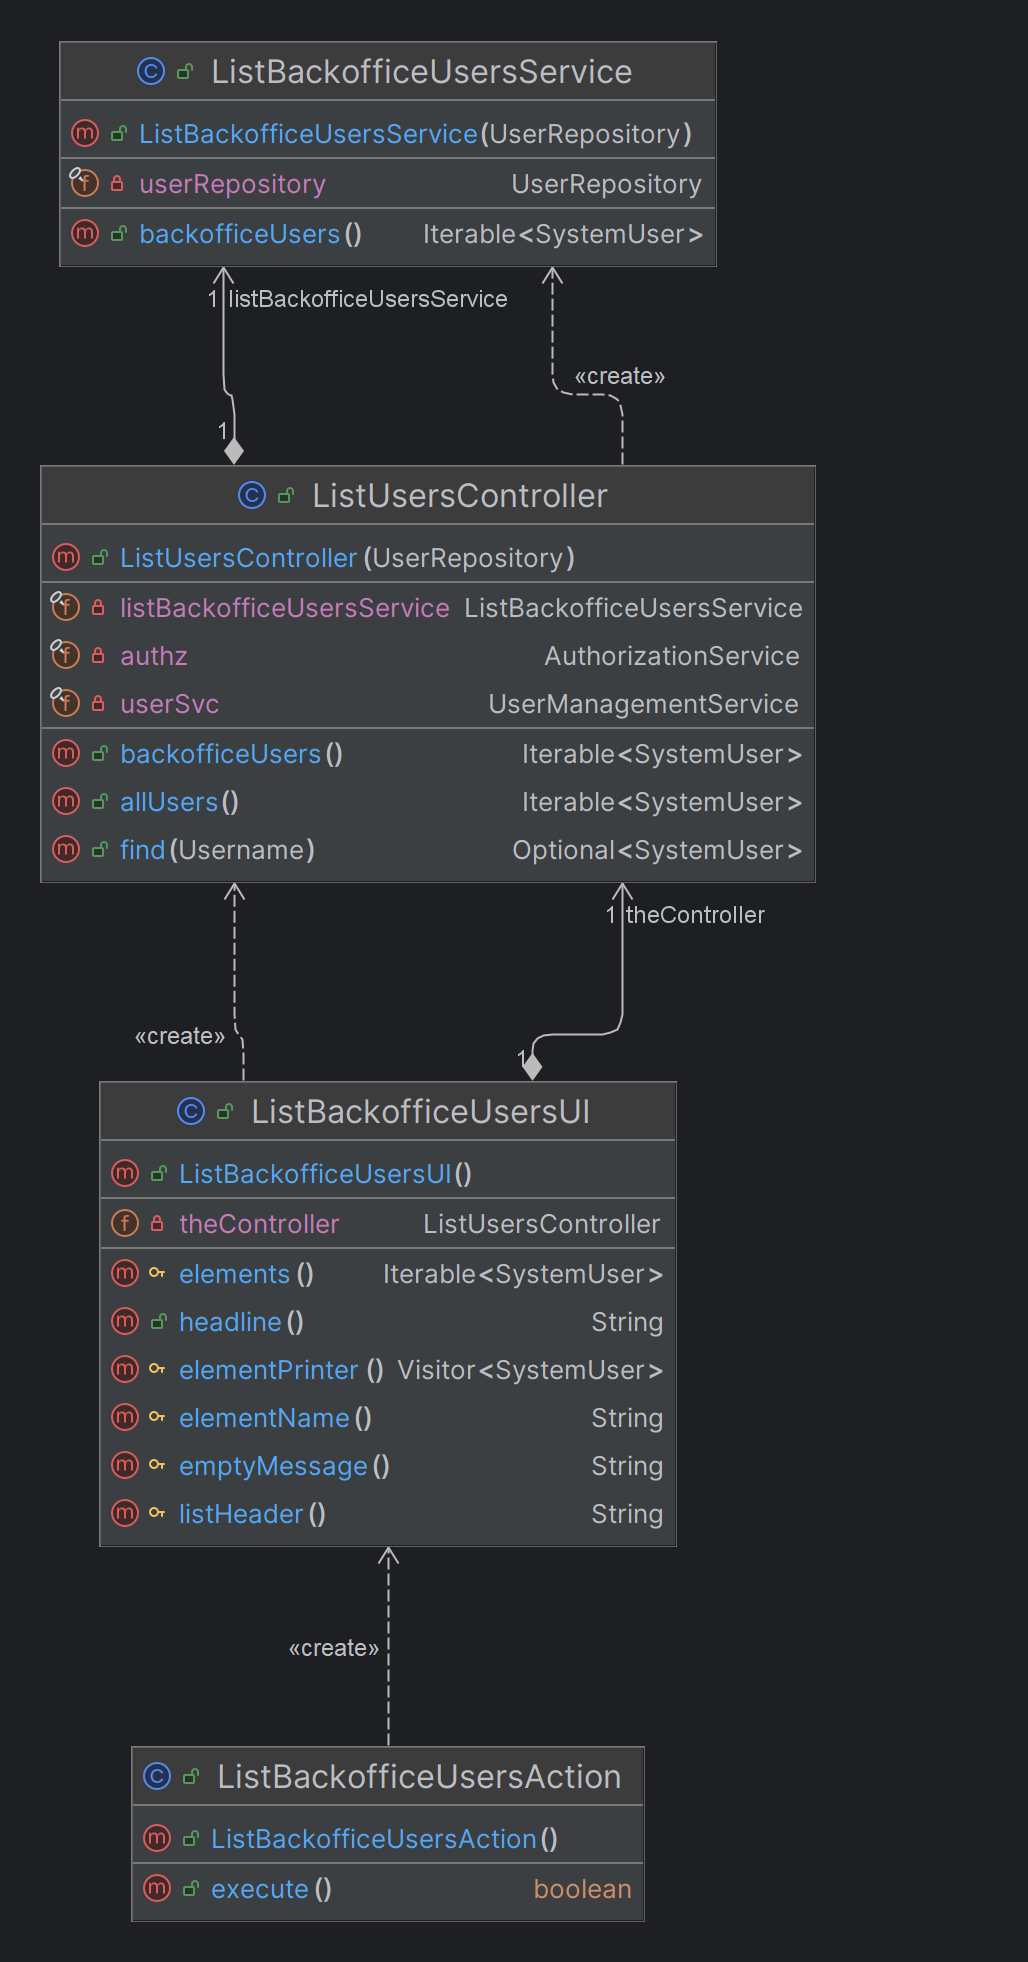 ListBackofficeUsersService
ListBackofficeUsersService(UserRepository)
userRepository UserRepository
backofficeUsers() Iterable<SystemUser>
1 listBackofficeUsersService
«create»
1
ListUsersController
ListUsersController(UserRepository)
listBackofficeUsersService ListBackofficeUsersService
authz AuthorizationService
userSvc UserManagementService
backofficeUsers() Iterable<SystemUser>
allUsers() Iterable<SystemUser>
find(Username) Optional<SystemUser>
1 theController
«create»
1
ListBackofficeUsersUI
ListBackofficeUsersUI()
theController ListUsersController
elements() Iterable<SystemUser>
headline() String
elementPrinter() Visitor<SystemUser>
elementName() String
emptyMessage() String
listHeader() String
«create»
ListBackofficeUsersAction
ListBackofficeUsersAction()
execute() boolean